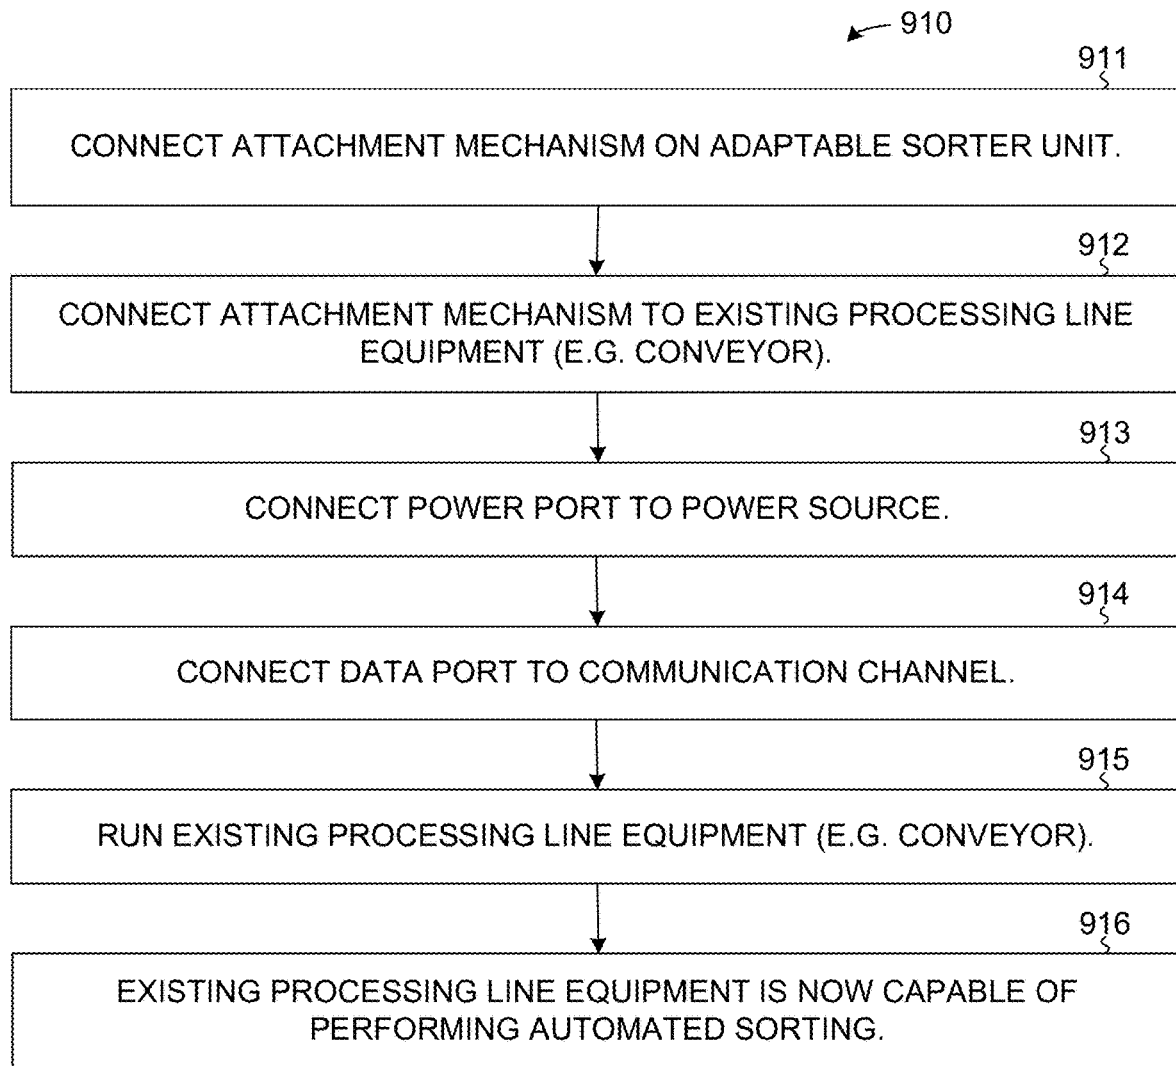 910
911
CONNECT ATTACHMENT MECHANISM ON ADAPTABLE SORTER UNIT.
912
CONNECT ATTACHMENT MECHANISM TO EXISTING PROCESSING LINE
EQUIPMENT (E.G. CONVEYOR).
913
CONNECT POWER PORT TO POWER SOURCE.
914
CONNECT DATA PORT TO COMMUNICATION CHANNEL.
915
RUN EXISTING PROCESSING LINE EQUIPMENT (E.G. CONVEYOR).
916
EXISTING PROCESSING LINE EQUIPMENT IS NOW CAPABLE OF
PERFORMING AUTOMATED SORTING.